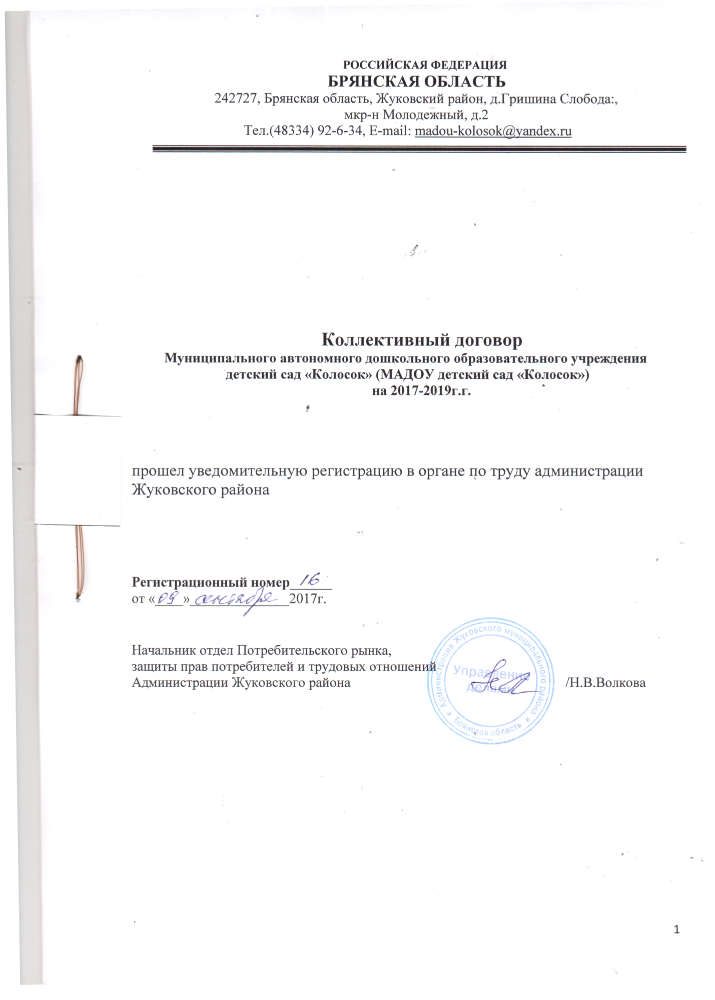 РОССИЙСКАЯ ФЕДЕРАЦИЯ
БРЯНСКАЯ ОБЛАСТЬ
242727, Брянская область, Жуковский район, д.Гришина Слобода:,
мкр-н Молодежный, д.2
Тел.(48334) 92-6-34, E-mail: madou-kolosok@yandex.ru
Коллективный договор
Муниципального автономного дошкольного образовательного учреждения
детский сад «Колосок» (МАДОУ детский сад «Колосок»)
на 2017-2019г.г.
прошел уведомительную регистрацию в органе по труду администрации
Жуковского района
Регистрационный номер 16
от «09» сентября 2017г.
Начальник отдел Потребительского рынка,
защиты прав потребителей и трудовых отношений
Администрации Жуковского района /Н.В.Волкова
Администрация Жуковского муниципального района
* Брянская область *
Управление
делами
1